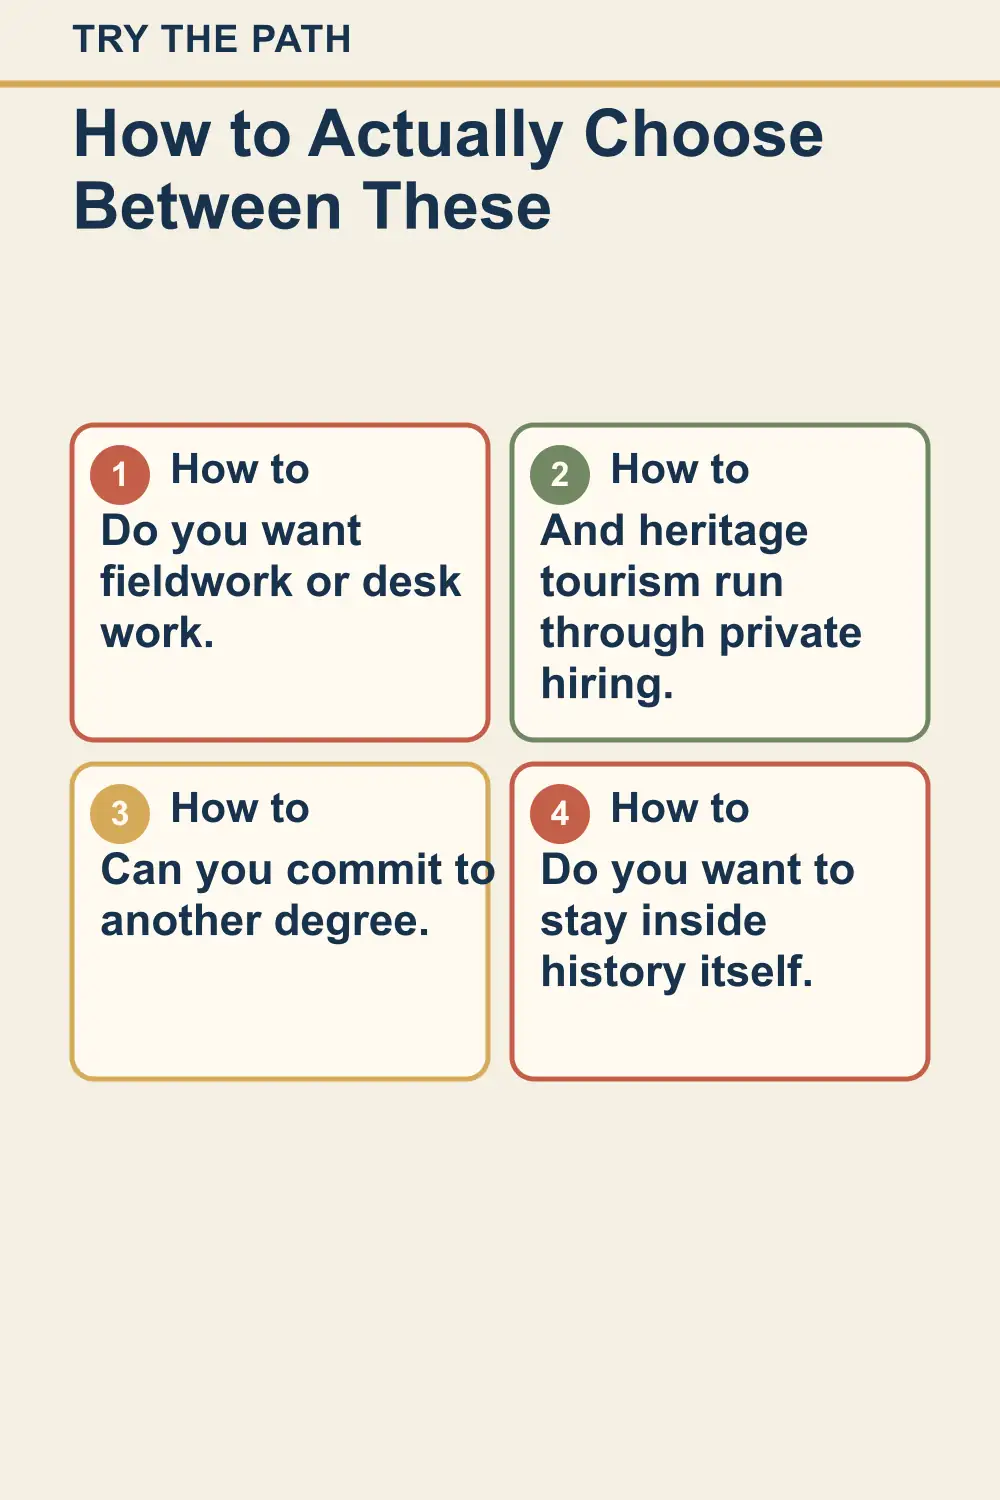 TRY THE PATH
How to Actually Choose
Between These
1 How to
Do you want
fieldwork or desk
work.
2 How to
And heritage
tourism run
through private
hiring.
3 How to
Can you commit to
another degree.
4 How to
Do you want to
stay inside
history itself.